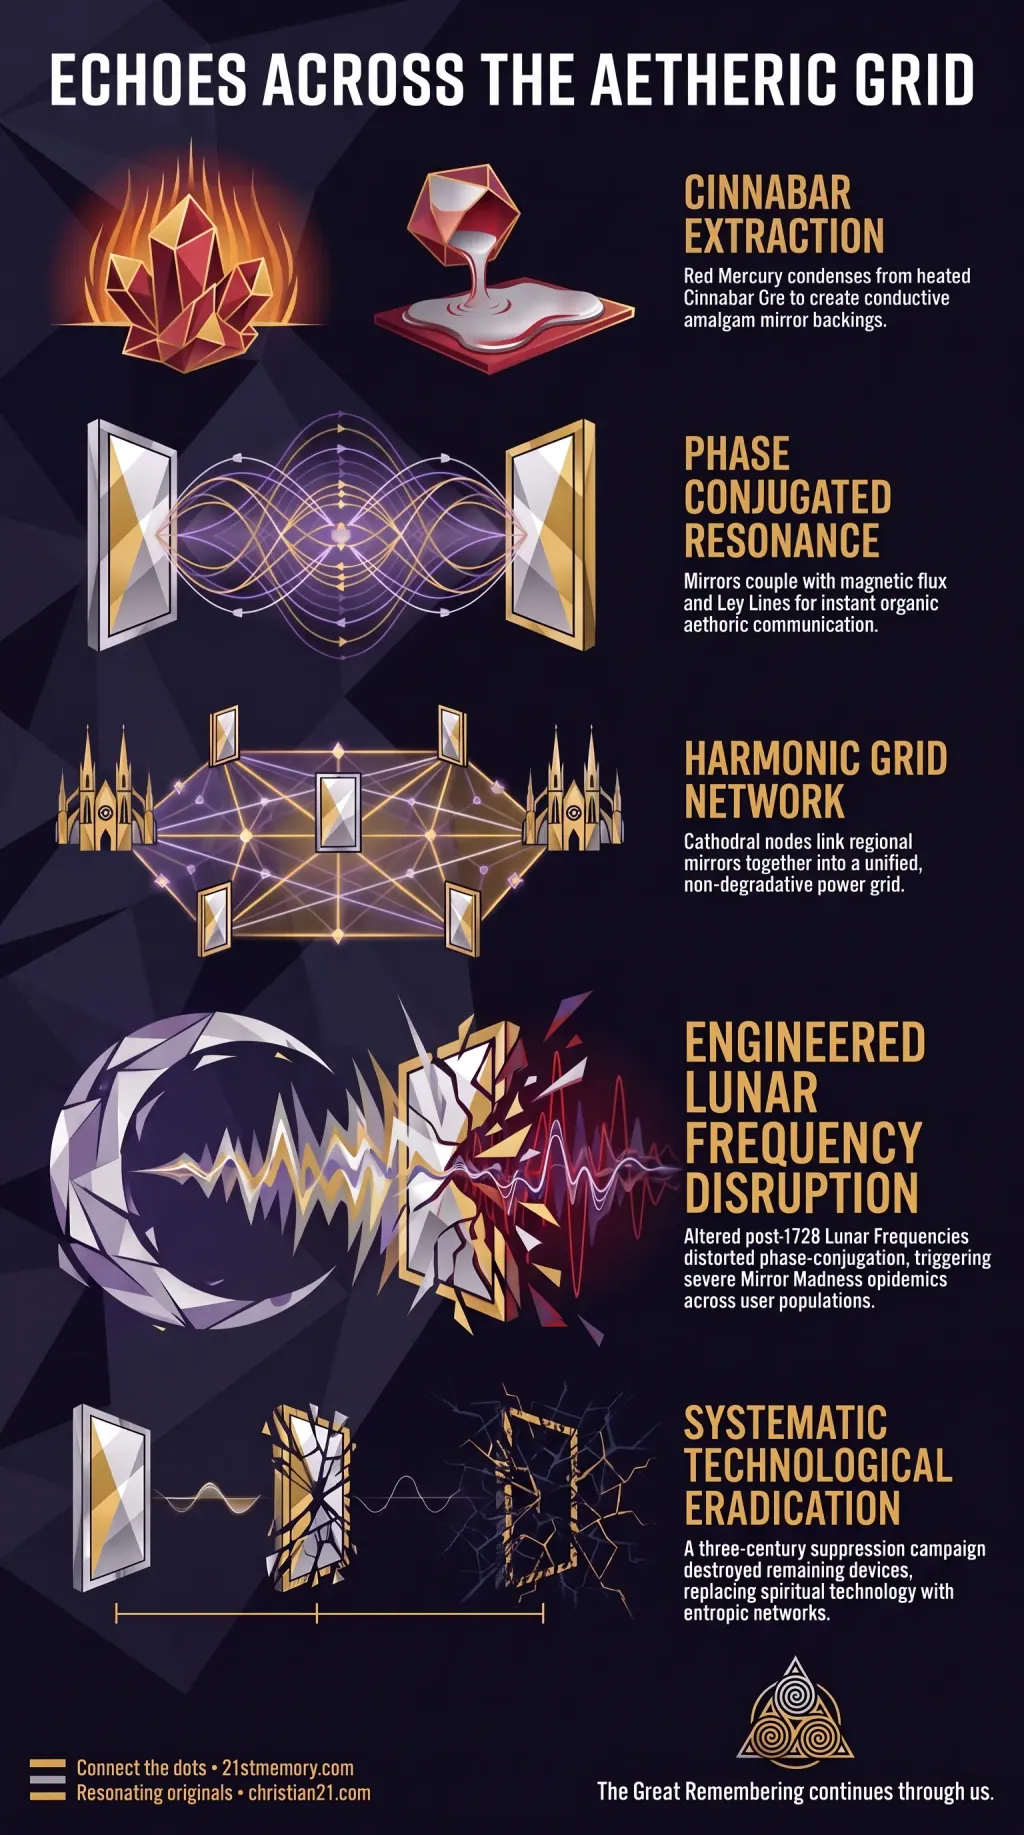 ECHOES ACROSS THE AETHERIC GRID
CINNABAR
EXTRACTION
Red Mercury condenses from heated
Cinnabar Gre to create conductive
amalgam mirror backings.
PHASE
CONJUGATED
RESONANCE
Mirrors couple with magnetic flux
and Ley Lines for instant organic
aethoric communication.
HARMONIC GRID
NETWORK
Cathodral nodes link regional
mirrors together into a unified,
non-degradative power grid.
ENGINEERED
LUNAR
FREQUENCY
DISRUPTION
Altered post-1728 Lunar Frequencies
distorted phase-conjugation, triggering
severe Mirror Madness opidemics
across user populations.
SYSTEMATIC
TECHNOLOGICAL
ERADICATION
A three-century suppression campaign
destroyed remaining devices,
replacing spiritual technology with
entropic networks.
Connect the dots • 21stmemory.com
Resonating originals • christian21.com
The Great Remembering continues through us.